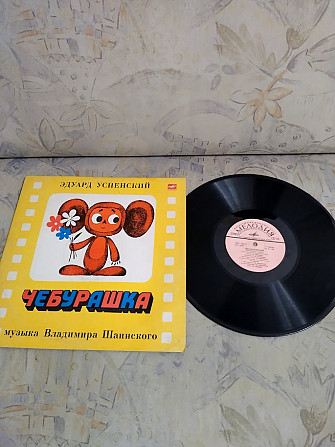 ЭДУАРД УСПЕНСКИЙ
ЧЕБУРАШКА
музыка Владимира Шаинского
МЕЛОДИЯ